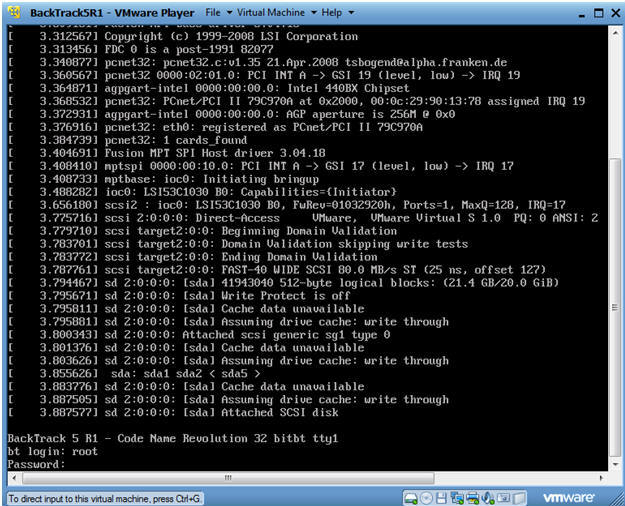 BackTrack5R1 - VMware Player File Virtual Machine Help
[ 3.312567] Copyright (c) 1999-2008 LSI Corporation
[ 3.313456] FDC 0 is a post-1991 82077
[ 3.340877] pcnet32: pcnet32.c:v1.35 21.Apr.2008 tsbogend@alpha.franken.de
[ 3.360567] pcnet32 0000:02:01.0: PCI INT A -> GSI 19 (level, low) -> IRQ 19
[ 3.364871] agpgart-intel 0000:00:00.0: Intel 440BX Chipset
[ 3.368532] pcnet32: PCnet/PCI II 79C970A at 0x2000, 00:0c:29:90:13:78 assigned IRQ 19
[ 3.372931] agpgart-intel 0000:00:00.0: AGP aperture is 256M @ 0x0
[ 3.376916] pcnet32: eth0: registered as PCnet/PCI II 79C970A
[ 3.384739] pcnet32: 1 cards_found
[ 3.404691] Fusion MPT SPI Host driver 3.04.18
[ 3.408410] mptspi 0000:00:10.0: PCI INT A -> GSI 17 (level, low) -> IRQ 17
[ 3.408733] mptbase: ioc0: Initiating bringup
[ 3.488282] ioc0: LSI53C1030 B0: Capabilities={Initiator}
[ 3.656180] scsi2 : ioc0: LSI53C1030 B0, FwRev=01032920h, Ports=1, MaxQ=128, IRQ=17
[ 3.775716] scsi 2:0:0:0: Direct-Access VMware, VMware Virtual S 1.0 PQ: 0 ANSI: 2
[ 3.779710] scsi target2:0:0: Beginning Domain Validation
[ 3.783701] scsi target2:0:0: Domain Validation skipping write tests
[ 3.783772] scsi target2:0:0: Ending Domain Validation
[ 3.787761] scsi target2:0:0: FAST-40 WIDE SCSI 80.0 MB/s ST (25 ns, offset 127)
[ 3.794467] sd 2:0:0:0: [sda] 41943040 512-byte logical blocks: (21.4 GB/20.0 GiB)
[ 3.795671] sd 2:0:0:0: [sda] Write Protect is off
[ 3.795811] sd 2:0:0:0: [sda] Cache data unavailable
[ 3.795881] sd 2:0:0:0: [sda] Assuming drive cache: write through
[ 3.800343] sd 2:0:0:0: Attached scsi generic sg1 type 0
[ 3.801376] sd 2:0:0:0: [sda] Cache data unavailable
[ 3.803626] sd 2:0:0:0: [sda] Assuming drive cache: write through
[ 3.855626] sda: sda1 sda2 < sda5 >
[ 3.883776] sd 2:0:0:0: [sda] Cache data unavailable
[ 3.887505] sd 2:0:0:0: [sda] Assuming drive cache: write through
[ 3.887577] sd 2:0:0:0: [sda] Attached SCSI disk
BackTrack 5 R1 - Code Name Revolution 32 bitbt tty1
bt login: root
Password:
To direct input to this virtual machine, press Ctrl+G.
vmware